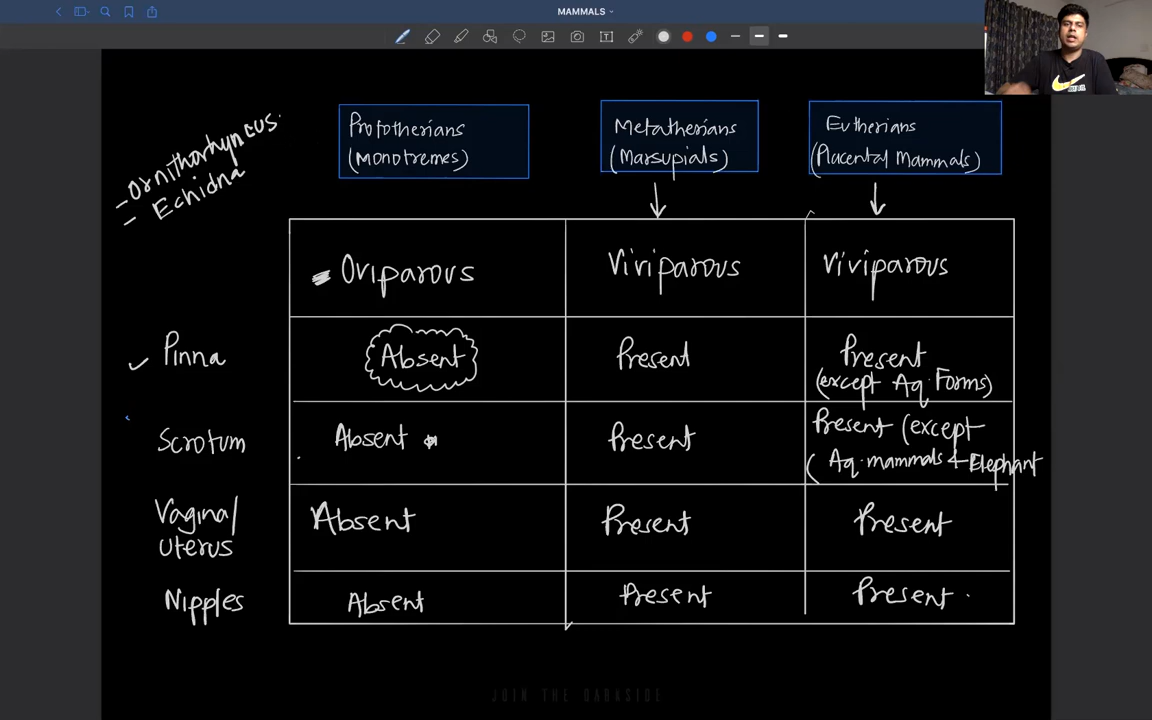 MAMMALS
-Ornithorhyncus
- Echidna
Prototherians
(monotremes)
Metatherians
(Marsupials)
Eutherians
(Placental Mammals)
Oviparous
Viviparous
Viviparous
Pinna
Absent
Present
Present
(except Aq. Forms)
Scrotum
Absent
Present
Present (except
(Aq. mammals + Elephant
Vagina/
uterus
Absent
Present
Present
Nipples
Absent
Present
Present
JOIN THE DARKSIDE